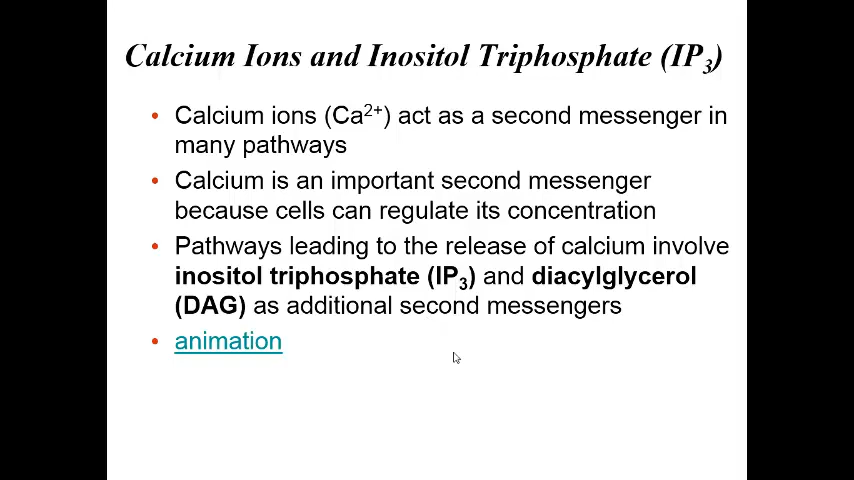 Calcium Ions and Inositol Triphosphate (IP₃)
• Calcium ions (Ca²⁺) act as a second messenger in
many pathways
• Calcium is an important second messenger
because cells can regulate its concentration
• Pathways leading to the release of calcium involve
inositol triphosphate (IP₃) and diacylglycerol
(DAG) as additional second messengers
• animation